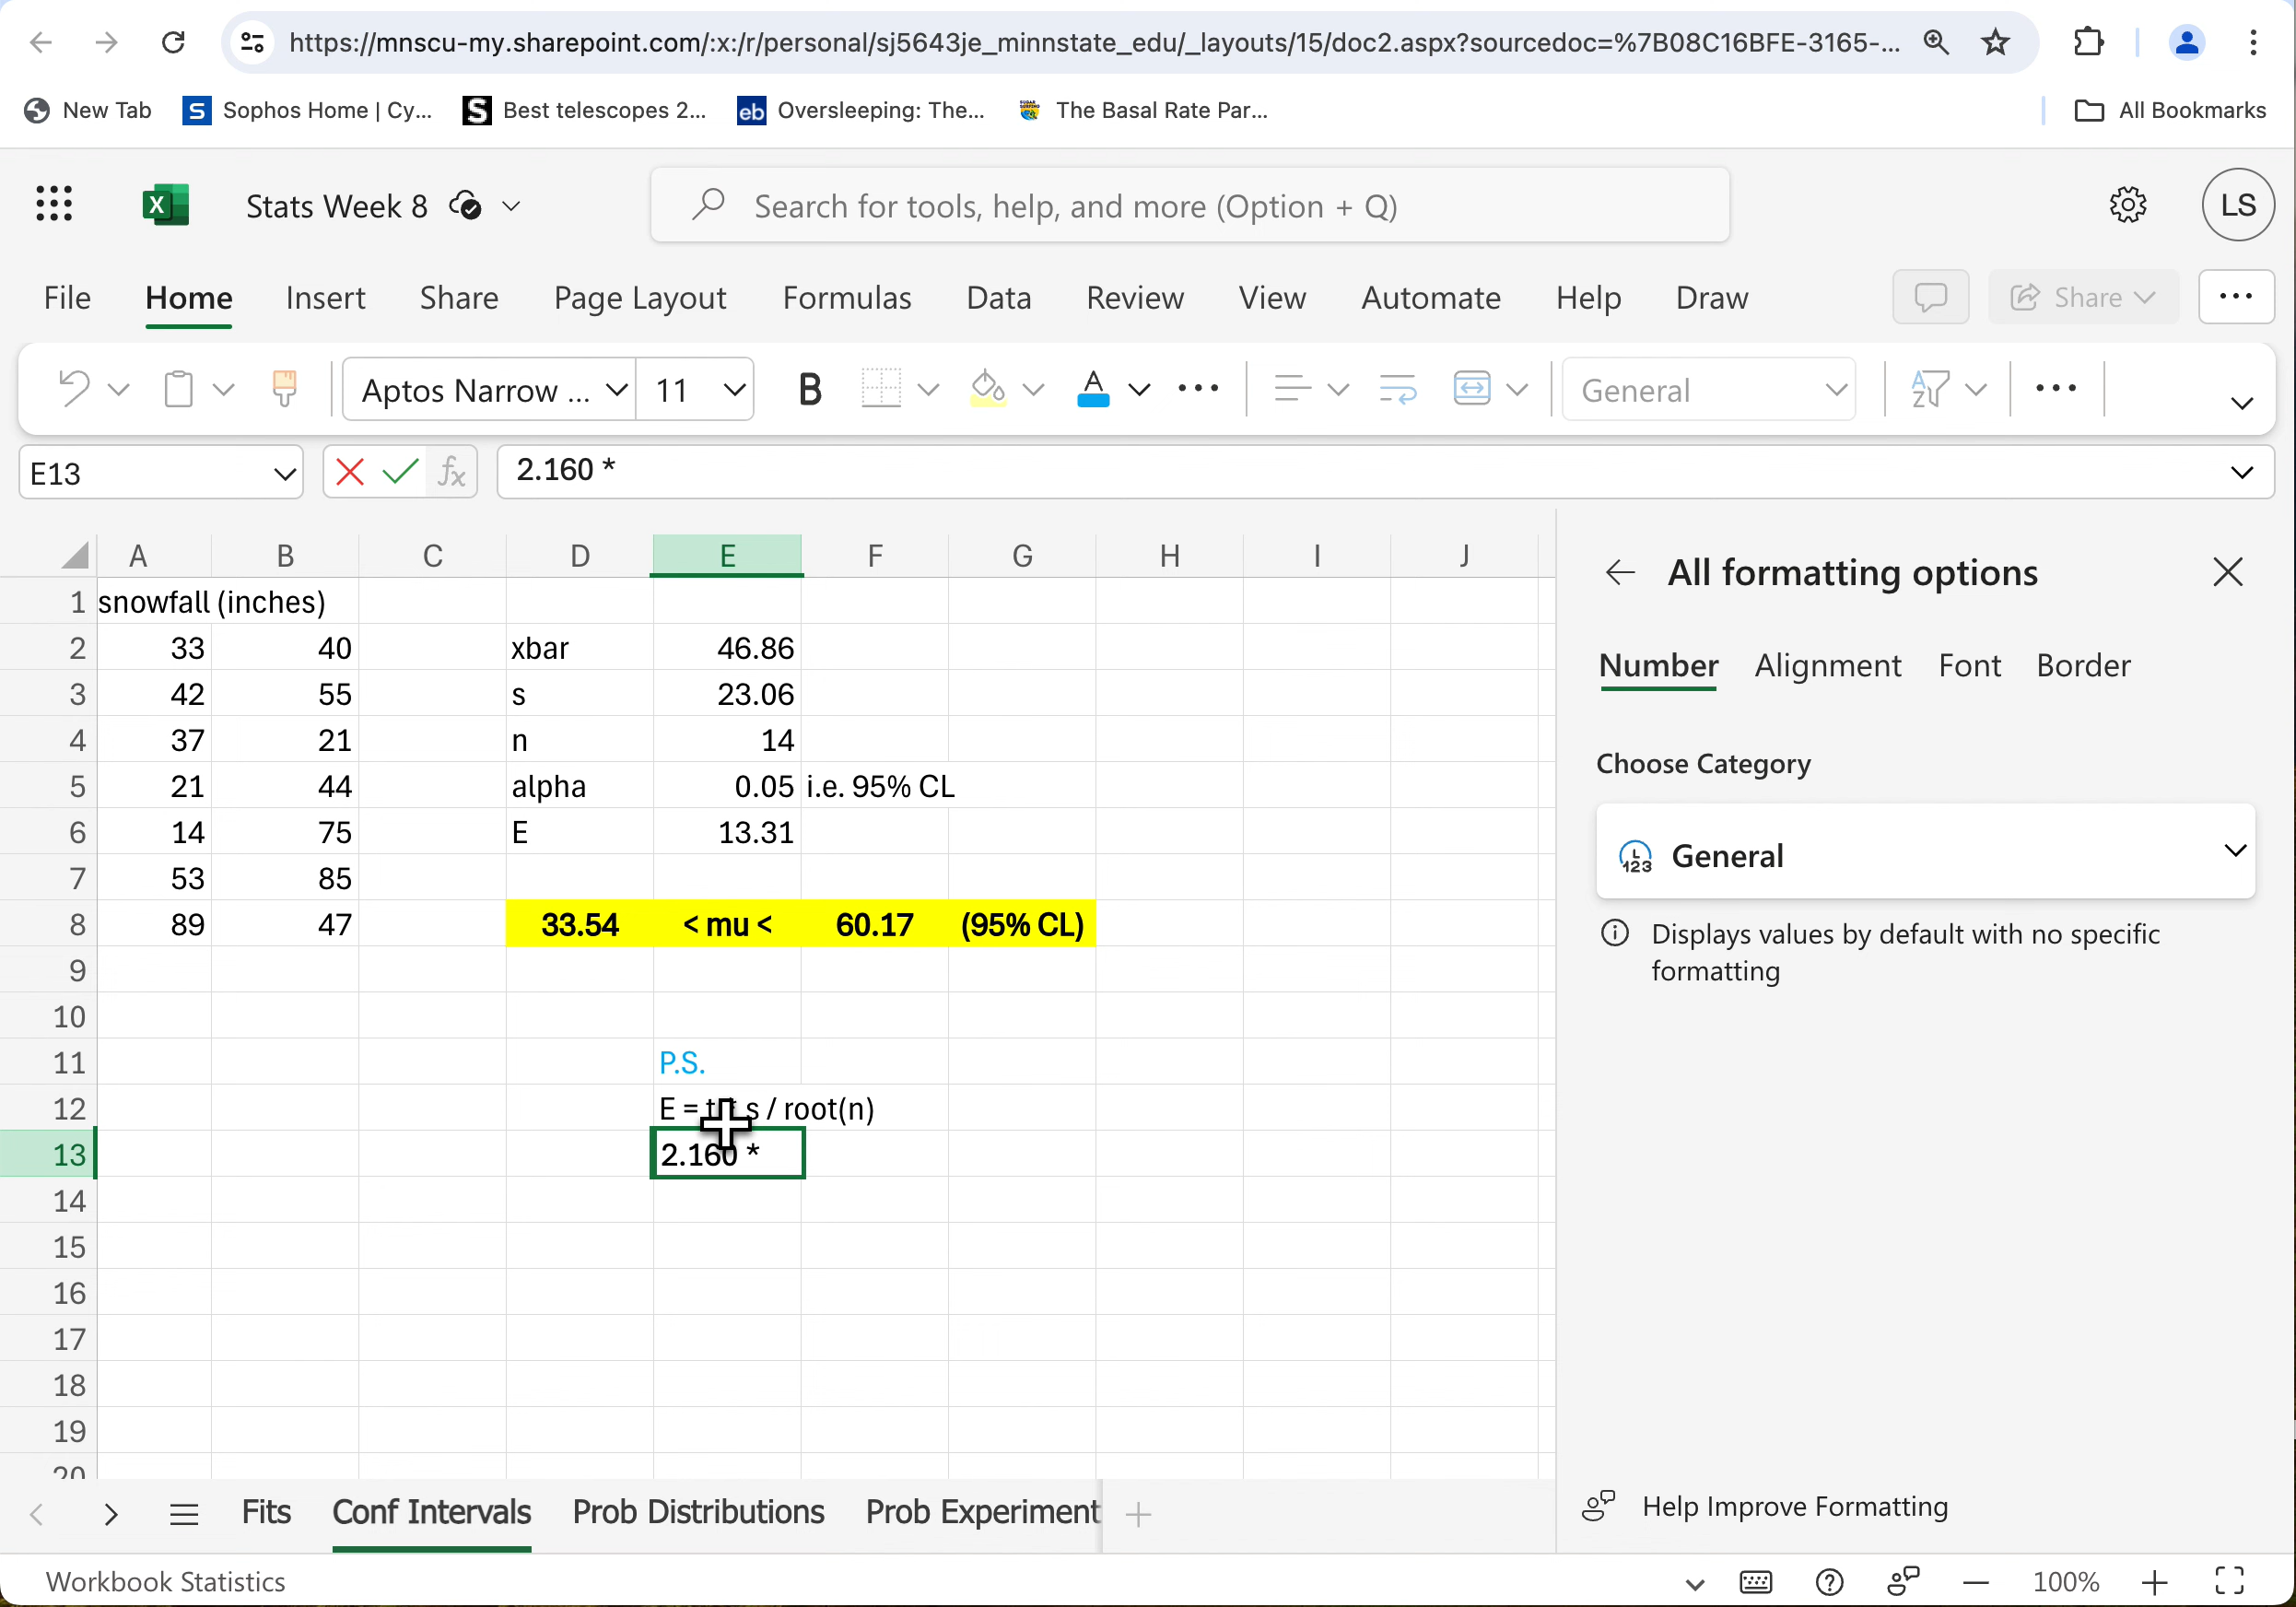 https://mnscu-my.sharepoint.com/:x:/r/personal/sj5643je_minnstate_edu/_layouts/15/doc2.aspx?sourcedoc=%7B08C16BFE-3165-...
New Tab S Sophos Home | Cy... S Best telescopes 2... eb Oversleeping: The... The Basal Rate Par... All Bookmarks
X Stats Week 8 Search for tools, help, and more (Option + Q) LS
File Home Insert Share Page Layout Formulas Data Review View Automate Help Draw Share ...
Aptos Narrow ... 11 B A ... General AZ ...
E13 fx 2.160 *
A B C D E F G H I J
1 snowfall (inches)
2 33 40 xbar 46.86
3 42 55 s 23.06
4 37 21 n 14
5 21 44 alpha 0.05 i.e. 95% CL
6 14 75 E 13.31
7 53 85
8 89 47 33.54 < mu < 60.17 (95% CL)
9
10
11 P.S.
12 E = s / root(n)
13 2.160 *
14
15
16
17
18
19
20
All formatting options
Number Alignment Font Border
Choose Category
123 General
Displays values by default with no specific
formatting
Help Improve Formatting
Fits Conf Intervals Prob Distributions Prob Experiment
Workbook Statistics 100%